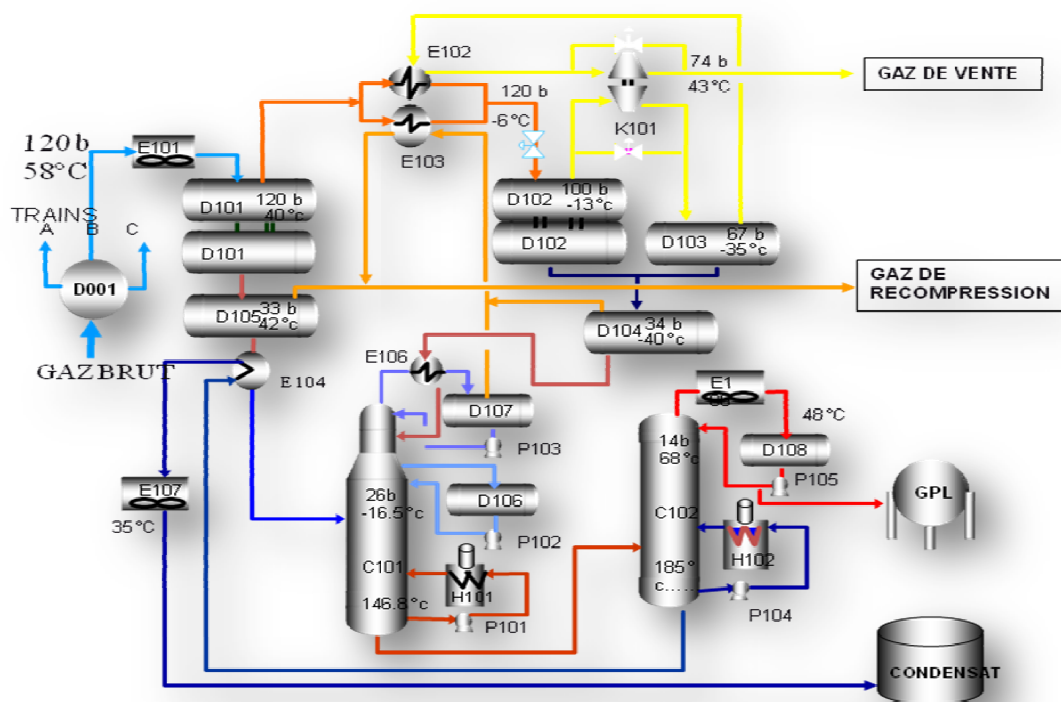 E102
120 b
-6°C
E103
74 b
43°C
K101
GAZ DE VENTE
120 b
58°C
E101
TRAINS
A B C
D001
GAZ BRUT
D101
120 b
40°c
D101
D105
33 b
42°c
E104
D102
100 b
-13°c
D102
D103
67 b
-35°c
GAZ DE
RECOMPRESSION
D104
34 b
-40°c
E106
D107
P103
D106
P102
26b
-16.5°c
C101
146.8°c
H101
P101
E107
35°C
E1
48°C
14b
68°c
D108
P105
C102
H102
185°
c.....
P104
GPL
CONDENSAT